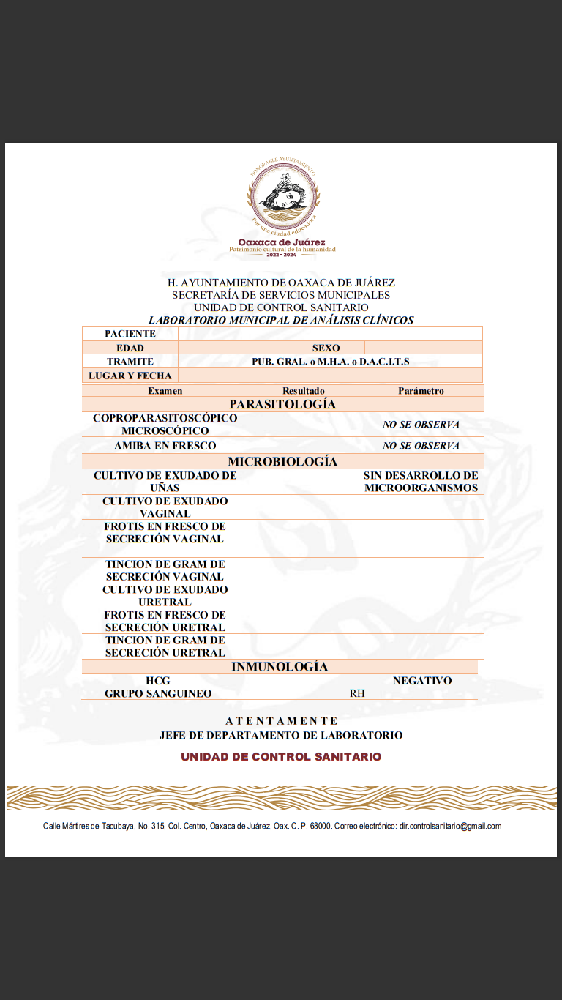 HONORABLE AYUNTAMIENTO
Por una ciudad educadora
Oaxaca de Juárez
Patrimonio cultural de la humanidad
2022 • 2024
H. AYUNTAMIENTO DE OAXACA DE JUÁREZ
SECRETARÍA DE SERVICIOS MUNICIPALES
UNIDAD DE CONTROL SANITARIO
LABORATORIO MUNICIPAL DE ANÁLISIS CLÍNICOS
PACIENTE
EDAD SEXO
TRAMITE PUB. GRAL. o M.H.A. o D.A.C.I.T.S
LUGAR Y FECHA
Examen Resultado Parámetro
PARASITOLOGÍA
COPROPARASITOSCÓPICO
MICROSCÓPICO NO SE OBSERVA
AMIBA EN FRESCO NO SE OBSERVA
MICROBIOLOGÍA
CULTIVO DE EXUDADO DE SIN DESARROLLO DE
UÑAS MICROORGANISMOS
CULTIVO DE EXUDADO
VAGINAL
FROTIS EN FRESCO DE
SECRECIÓN VAGINAL
TINCION DE GRAM DE
SECRECIÓN VAGINAL
CULTIVO DE EXUDADO
URETRAL
FROTIS EN FRESCO DE
SECRECIÓN URETRAL
TINCION DE GRAM DE
SECRECIÓN URETRAL
INMUNOLOGÍA
HCG NEGATIVO
GRUPO SANGUINEO RH
A T E N T A M E N T E
JEFE DE DEPARTAMENTO DE LABORATORIO
UNIDAD DE CONTROL SANITARIO
Calle Mártires de Tacubaya, No. 315, Col. Centro, Oaxaca de Juárez, Oax. C. P. 68000. Correo electrónico: dir.controlsanitario@gmail.com